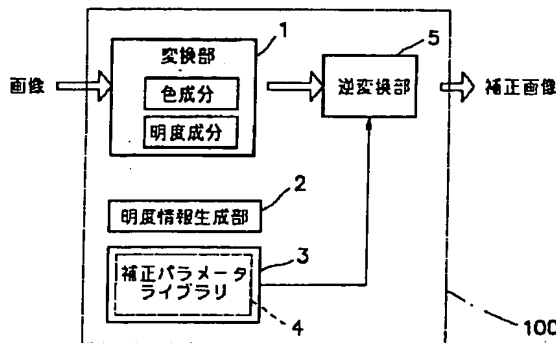 1
変換部
色成分
明度成分
5
逆変換部
画像
補正画像
2
明度情報生成部
3
補正パラメータ
ライブラリ
4
100